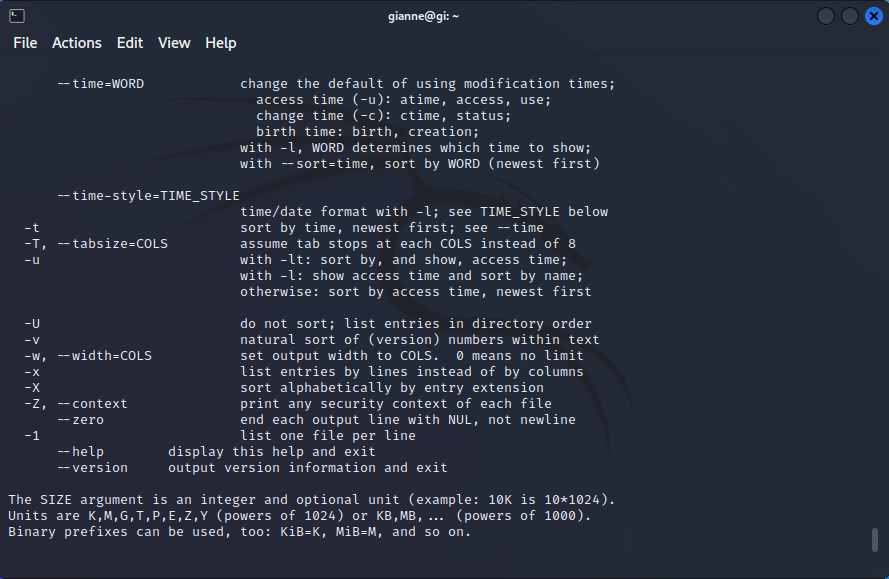 gianne@gi: ~
File Actions Edit View Help
--time=WORD change the default of using modification times;
access time (-u): atime, access, use;
change time (-c): ctime, status;
birth time: birth, creation;
with -l, WORD determines which time to show;
with --sort=time, sort by WORD (newest first)
--time-style=TIME_STYLE
time/date format with -l; see TIME_STYLE below
-t sort by time, newest first; see --time
-T, --tabsize=COLS assume tab stops at each COLS instead of 8
-u with -lt: sort by, and show, access time;
with -l: show access time and sort by name;
otherwise: sort by access time, newest first
-U do not sort; list entries in directory order
-v natural sort of (version) numbers within text
-w, --width=COLS set output width to COLS.  0 means no limit
-x list entries by lines instead of by columns
-X sort alphabetically by entry extension
-Z, --context print any security context of each file
--zero end each output line with NUL, not newline
-1 list one file per line
--help display this help and exit
--version output version information and exit
The SIZE argument is an integer and optional unit (example: 10K is 10*1024).
Units are K,M,G,T,P,E,Z,Y (powers of 1024) or KB,MB,... (powers of 1000).
Binary prefixes can be used, too: KiB=K, MiB=M, and so on.